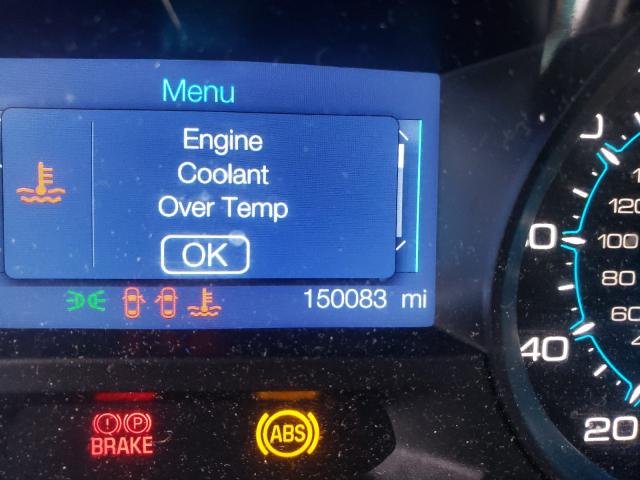 Menu
Engine
Coolant
Over Temp
OK
150083 mi
BRAKE
ABS
P
120
100
80
60
40
20